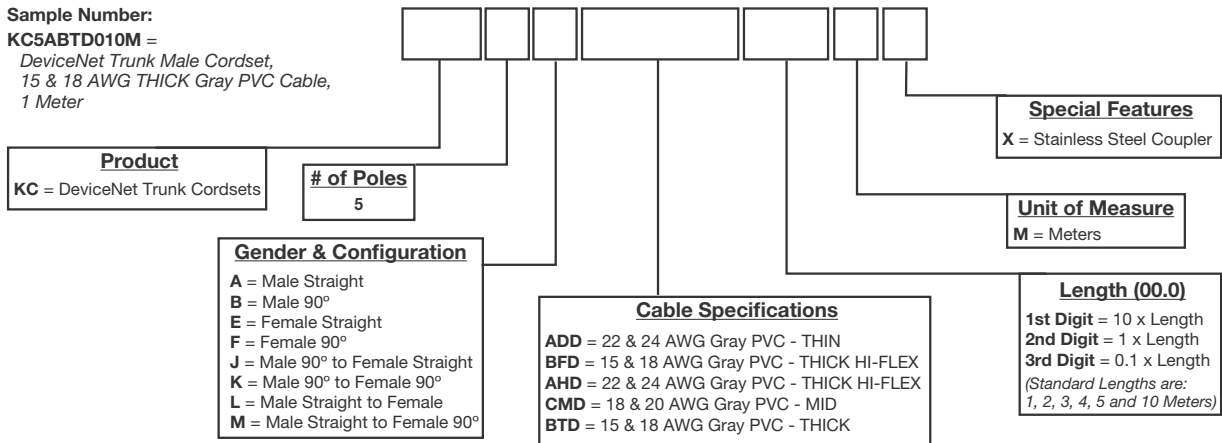 Sample Number:
KC5ABTD010M =
DeviceNet Trunk Male Cordset,
15 & 18 AWG THICK Gray PVC Cable,
1 Meter
Product
KC = DeviceNet Trunk Cordsets
# of Poles
5
Gender & Configuration
A = Male Straight
B = Male 90º
E = Female Straight
F = Female 90º
J = Male 90º to Female Straight
K = Male 90º to Female 90º
L = Male Straight to Female
M = Male Straight to Female 90º
Cable Specifications
ADD = 22 & 24 AWG Gray PVC - THIN
BFD = 15 & 18 AWG Gray PVC - THICK HI-FLEX
AHD = 22 & 24 AWG Gray PVC - THICK HI-FLEX
CMD = 18 & 20 AWG Gray PVC - MID
BTD = 15 & 18 AWG Gray PVC - THICK
Special Features
X = Stainless Steel Coupler
Unit of Measure
M = Meters
Length (00.0)
1st Digit = 10 x Length
2nd Digit = 1 x Length
3rd Digit = 0.1 x Length
(Standard Lengths are:
1, 2, 3, 4, 5 and 10 Meters)